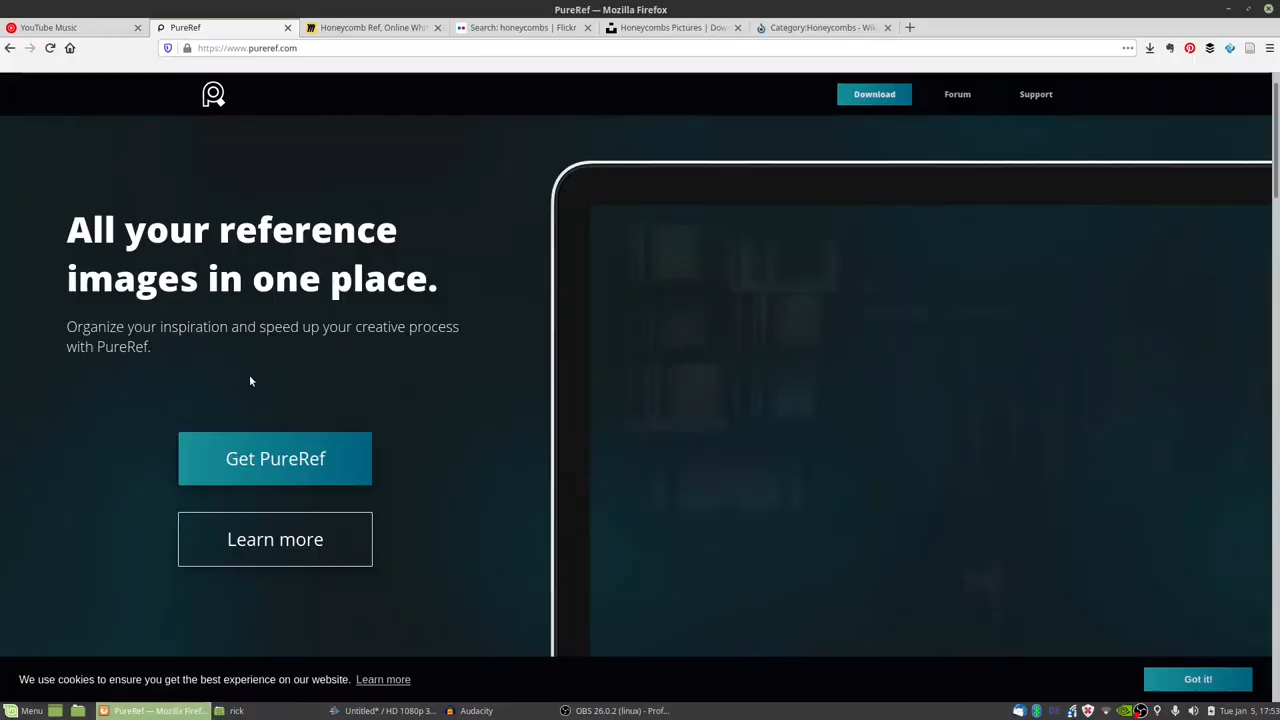 PureRef — Mozilla Firefox
YouTube Music
PureRef
Honeycomb Ref, Online Whi
Search: honeycombs | Flickr
Honeycombs Pictures | Dow
Category:Honeycombs - Wik
https://www.pureref.com
Download
Forum
Support
All your reference
images in one place.
Organize your inspiration and speed up your creative process
with PureRef.
Get PureRef
Learn more
We use cookies to ensure you get the best experience on our website. Learn more
Got it!
Menu
PureRef — Mozilla Firef...
rick
Untitled* / HD 1080p 3...
Audacity
OBS 26.0.2 (linux) - Prof...
Tue Jan 5, 17:53